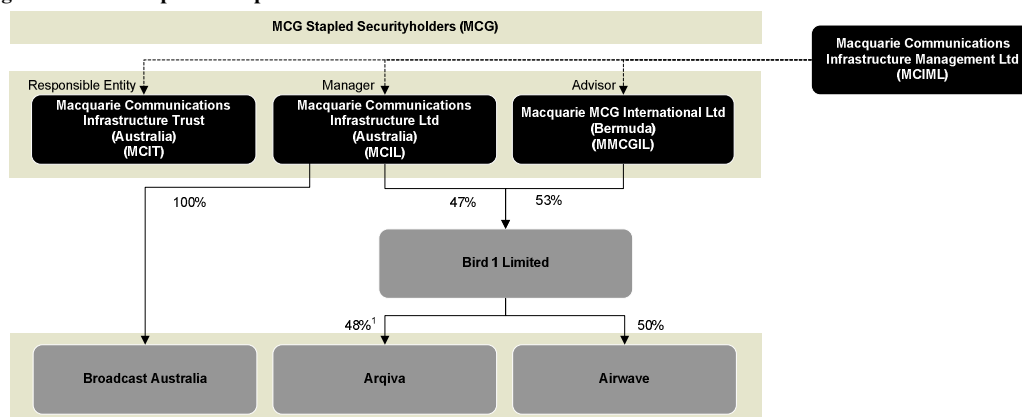 MCG Stapled Securityholders (MCG)
Macquarie Communications
Infrastructure Management Ltd
(MCIML)
Responsible Entity
Manager
Advisor
Macquarie Communications
Infrastructure Trust
(Australia)
(MCIT)
Macquarie Communications
Infrastructure Ltd
(Australia)
(MCIL)
Macquarie MCG International Ltd
(Bermuda)
(MMCGIL)
100%
47%
53%
Bird 1 Limited
48%¹
50%
Broadcast Australia
Arqiva
Airwave